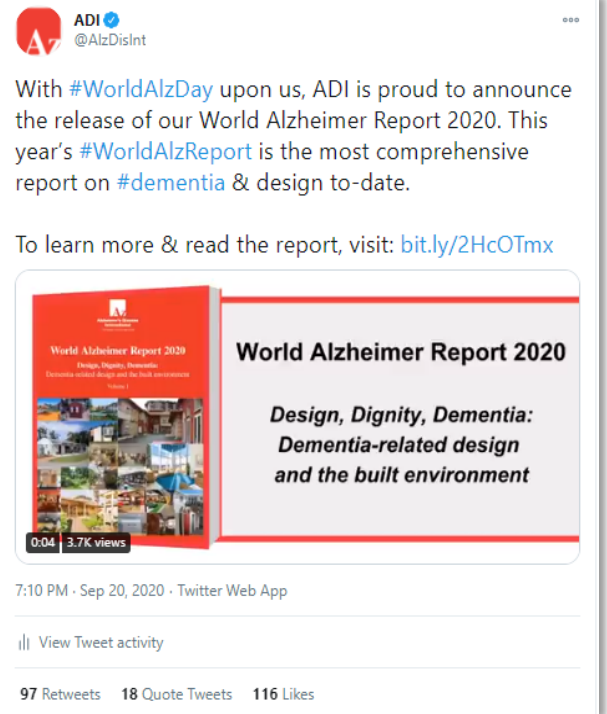 ADI
@AlzDisInt
With #WorldAlzDay upon us, ADI is proud to announce
the release of our World Alzheimer Report 2020. This
year's #WorldAlzReport is the most comprehensive
report on #dementia & design to-date.
To learn more & read the report, visit: bit.ly/2HcOTmx
Az
World Alzheimer Report 2020
Design, Dignity, Dementia:
Dementia-related design and the built environment
Volume 1
World Alzheimer Report 2020
Design, Dignity, Dementia:
Dementia-related design
and the built environment
0:04 3.7K views
7:10 PM · Sep 20, 2020 · Twitter Web App
View Tweet activity
97 Retweets 18 Quote Tweets 116 Likes